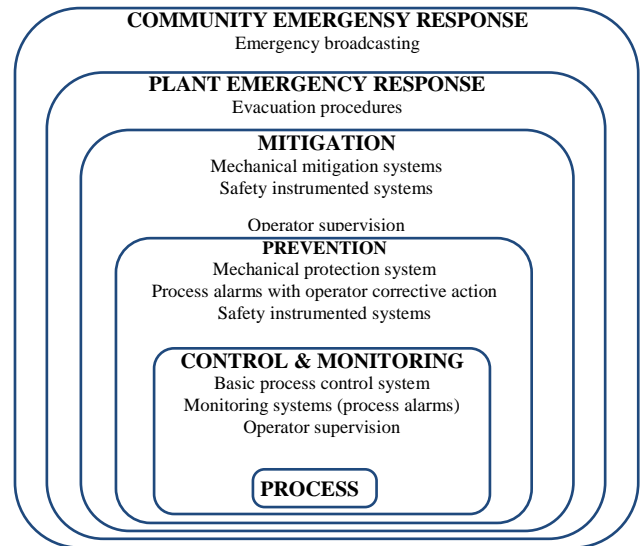 COMMUNITY EMERGENSY RESPONSE
Emergency broadcasting
PLANT EMERGENCY RESPONSE
Evacuation procedures
MITIGATION
Mechanical mitigation systems
Safety instrumented systems
Operator supervision
PREVENTION
Mechanical protection system
Process alarms with operator corrective action
Safety instrumented systems
CONTROL & MONITORING
Basic process control system
Monitoring systems (process alarms)
Operator supervision
PROCESS